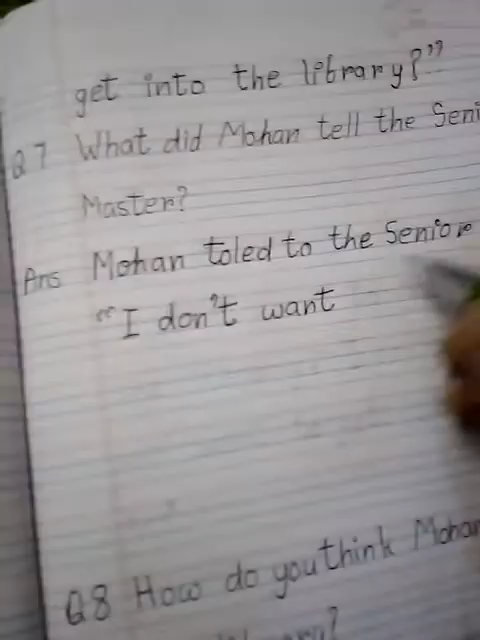 get into the library?"
Q7 What did Mohan tell the Seni
Master?
Ans Mohan toled to the Senior
"I don't want
Q8 How do you think Mohan